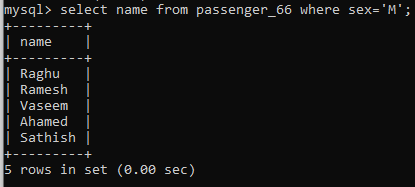 mysql> select name from passenger_66 where sex='M';
+---------+
| name    |
+---------+
| Raghu   |
| Ramesh  |
| Vaseem  |
| Ahamed  |
| Sathish |
+---------+
5 rows in set (0.00 sec)